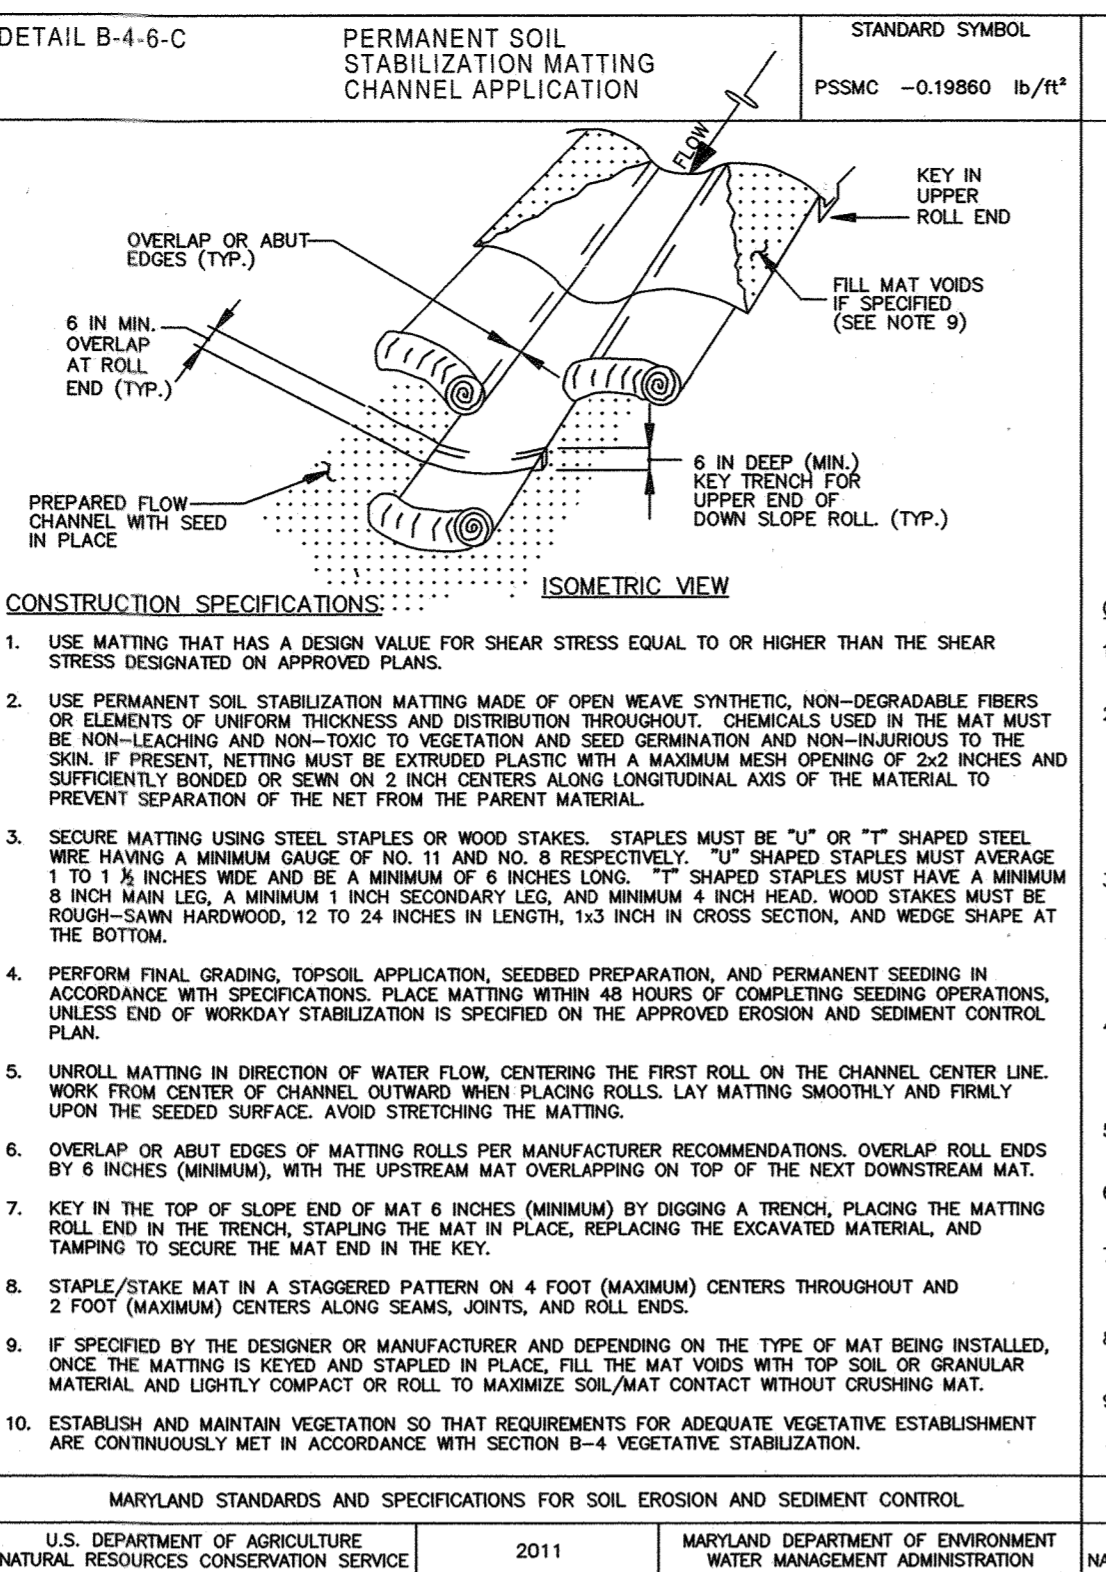 DETAIL B-4-6-C
PERMANENT SOIL
STABILIZATION MATTING
CHANNEL APPLICATION
STANDARD SYMBOL
PSSMC -0.19860 lb/ft²
FLOW
KEY IN
UPPER
ROLL END
OVERLAP OR ABUT
EDGES (TYP.)
FILL MAT VOIDS
IF SPECIFIED
(SEE NOTE 9)
6 IN MIN.
OVERLAP
AT ROLL
END (TYP.)
6 IN DEEP (MIN.)
KEY TRENCH FOR
UPPER END OF
DOWN SLOPE ROLL. (TYP.)
PREPARED FLOW
CHANNEL WITH SEED
IN PLACE
ISOMETRIC VIEW
CONSTRUCTION SPECIFICATIONS:
1. USE MATTING THAT HAS A DESIGN VALUE FOR SHEAR STRESS EQUAL TO OR HIGHER THAN THE SHEAR
STRESS DESIGNATED ON APPROVED PLANS.
2. USE PERMANENT SOIL STABILIZATION MATTING MADE OF OPEN WEAVE SYNTHETIC, NON-DEGRADABLE FIBERS
OR ELEMENTS OF UNIFORM THICKNESS AND DISTRIBUTION THROUGHOUT. CHEMICALS USED IN THE MAT MUST
BE NON-LEACHING AND NON-TOXIC TO VEGETATION AND SEED GERMINATION AND NON-INJURIOUS TO THE
SKIN. IF PRESENT, NETTING MUST BE EXTRUDED PLASTIC WITH A MAXIMUM MESH OPENING OF 2x2 INCHES AND
SUFFICIENTLY BONDED OR SEWN ON 2 INCH CENTERS ALONG LONGITUDINAL AXIS OF THE MATERIAL TO
PREVENT SEPARATION OF THE NET FROM THE PARENT MATERIAL.
3. SECURE MATTING USING STEEL STAPLES OR WOOD STAKES. STAPLES MUST BE "U" OR "T" SHAPED STEEL
WIRE HAVING A MINIMUM GAUGE OF NO. 11 AND NO. 8 RESPECTIVELY. "U" SHAPED STAPLES MUST AVERAGE
1 TO 1 ½ INCHES WIDE AND BE A MINIMUM OF 6 INCHES LONG. "T" SHAPED STAPLES MUST HAVE A MINIMUM
8 INCH MAIN LEG, A MINIMUM 1 INCH SECONDARY LEG, AND MINIMUM 4 INCH HEAD. WOOD STAKES MUST BE
ROUGH-SAWN HARDWOOD, 12 TO 24 INCHES IN LENGTH, 1x3 INCH IN CROSS SECTION, AND WEDGE SHAPE AT
THE BOTTOM.
4. PERFORM FINAL GRADING, TOPSOIL APPLICATION, SEEDBED PREPARATION, AND PERMANENT SEEDING IN
ACCORDANCE WITH SPECIFICATIONS. PLACE MATTING WITHIN 48 HOURS OF COMPLETING SEEDING OPERATIONS,
UNLESS END OF WORKDAY STABILIZATION IS SPECIFIED ON THE APPROVED EROSION AND SEDIMENT CONTROL
PLAN.
5. UNROLL MATTING IN DIRECTION OF WATER FLOW, CENTERING THE FIRST ROLL ON THE CHANNEL CENTER LINE.
WORK FROM CENTER OF CHANNEL OUTWARD WHEN PLACING ROLLS. LAY MATTING SMOOTHLY AND FIRMLY
UPON THE SEEDED SURFACE. AVOID STRETCHING THE MATTING.
6. OVERLAP OR ABUT EDGES OF MATTING ROLLS PER MANUFACTURER RECOMMENDATIONS. OVERLAP ROLL ENDS
BY 6 INCHES (MINIMUM), WITH THE UPSTREAM MAT OVERLAPPING ON TOP OF THE NEXT DOWNSTREAM MAT.
7. KEY IN THE TOP OF SLOPE END OF MAT 6 INCHES (MINIMUM) BY DIGGING A TRENCH, PLACING THE MATTING
ROLL END IN THE TRENCH, STAPLING THE MAT IN PLACE, REPLACING THE EXCAVATED MATERIAL, AND
TAMPING TO SECURE THE MAT END IN THE KEY.
8. STAPLE/STAKE MAT IN A STAGGERED PATTERN ON 4 FOOT (MAXIMUM) CENTERS THROUGHOUT AND
2 FOOT (MAXIMUM) CENTERS ALONG SEAMS, JOINTS, AND ROLL ENDS.
9. IF SPECIFIED BY THE DESIGNER OR MANUFACTURER AND DEPENDING ON THE TYPE OF MAT BEING INSTALLED,
ONCE THE MATTING IS KEYED AND STAPLED IN PLACE, FILL THE MAT VOIDS WITH TOP SOIL OR GRANULAR
MATERIAL AND LIGHTLY COMPACT OR ROLL TO MAXIMIZE SOIL/MAT CONTACT WITHOUT CRUSHING MAT.
10. ESTABLISH AND MAINTAIN VEGETATION SO THAT REQUIREMENTS FOR ADEQUATE VEGETATIVE ESTABLISHMENT
ARE CONTINUOUSLY MET IN ACCORDANCE WITH SECTION B-4 VEGETATIVE STABILIZATION.
MARYLAND STANDARDS AND SPECIFICATIONS FOR SOIL EROSION AND SEDIMENT CONTROL
U.S. DEPARTMENT OF AGRICULTURE
NATURAL RESOURCES CONSERVATION SERVICE
2011
MARYLAND DEPARTMENT OF ENVIRONMENT
WATER MANAGEMENT ADMINISTRATION